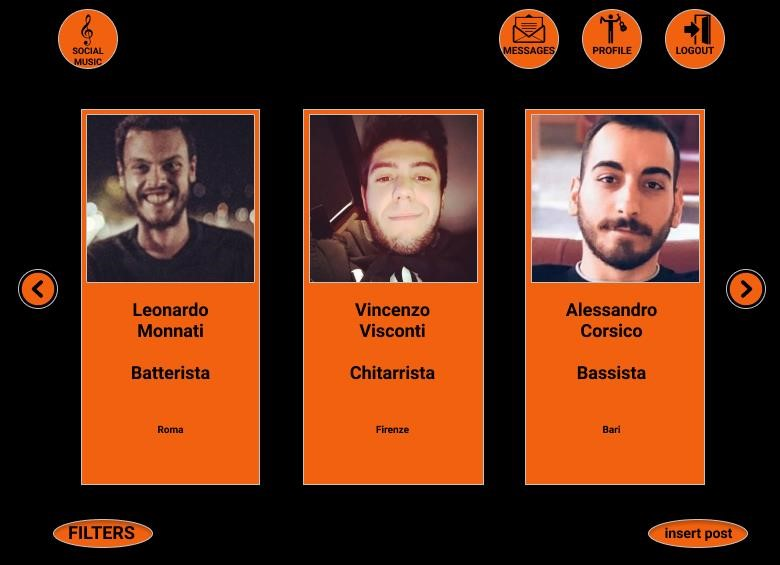 SOCIAL
MUSIC
MESSAGES
PROFILE
LOGOUT
Leonardo
Monnati
Batterista
Roma
Vincenzo
Visconti
Chitarrista
Firenze
Alessandro
Corsico
Bassista
Bari
FILTERS
insert post